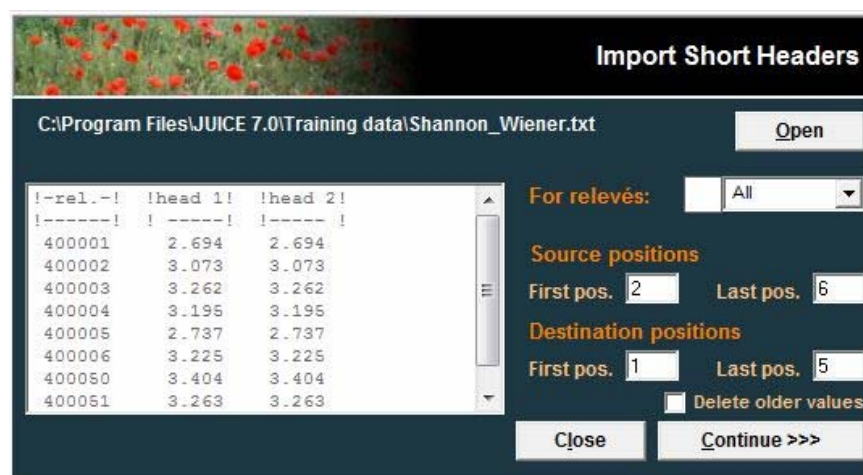 Import Short Headers
C:\Program Files\JUICE 7.0\Training data\Shannon_Wiener.txt
Open
!-rel.-! !head 1! !head 2!
!------! ! -----! !----- !
400001 2.694 2.694
400002 3.073 3.073
400003 3.262 3.262
400004 3.195 3.195
400005 2.737 2.737
400006 3.225 3.225
400050 3.404 3.404
400051 3.263 3.263
For relevés: All
Source positions
First pos. 2 Last pos. 6
Destination positions
First pos. 1 Last pos. 5
Delete older values
Close Continue >>>